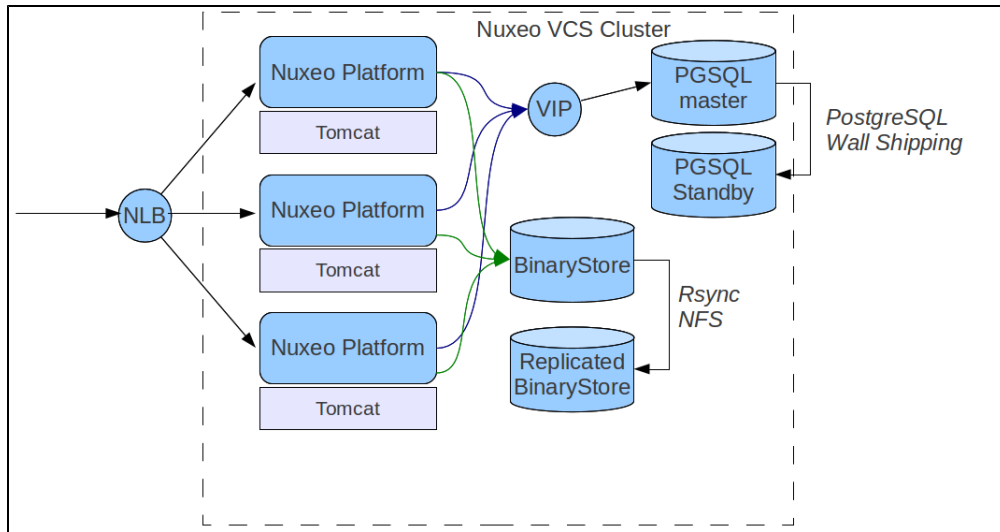 Nuxeo VCS Cluster
Nuxeo Platform
Tomcat
NLB
Nuxeo Platform
Tomcat
Nuxeo Platform
Tomcat
VIP
PGSQL
master
PGSQL
Standby
PostgreSQL
Wall Shipping
BinaryStore
Replicated
BinaryStore
Rsync
NFS